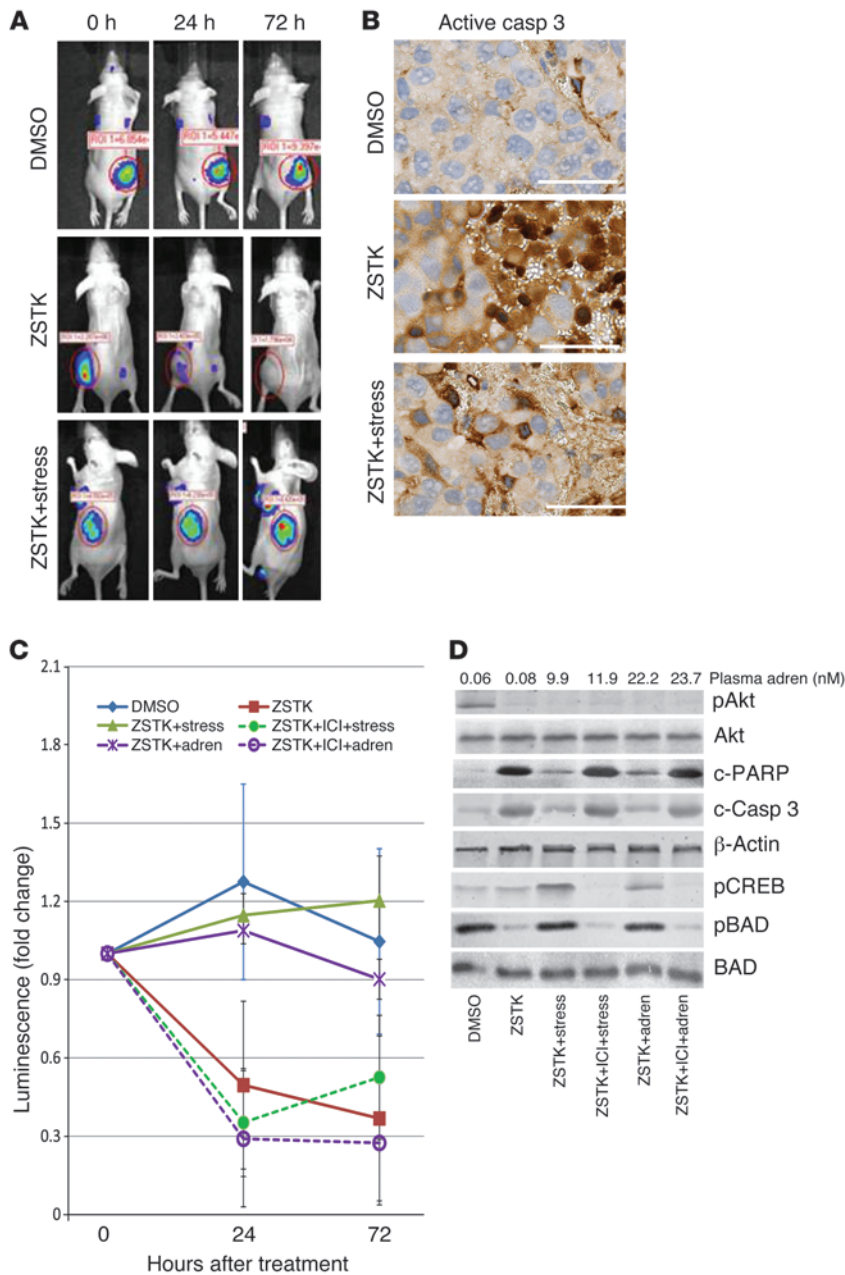 A
0 h 24 h 72 h
DMSO
ZSTK
ZSTK+stress
B
Active casp 3
DMSO
ZSTK
ZSTK+stress
C
2.1
1.8
1.5
1.2
0.9
0.6
0.3
0
Luminescence (fold change)
DMSO ZSTK
ZSTK+stress ZSTK+ICI+stress
ZSTK+adren ZSTK+ICI+adren
0 24 72
Hours after treatment
D
0.06 0.08 9.9 11.9 22.2 23.7 Plasma adren (nM)
pAkt
Akt
c-PARP
c-Casp 3
β-Actin
pCREB
pBAD
BAD
DMSO
ZSTK
ZSTK+stress
ZSTK+ICI+stress
ZSTK+adren
ZSTK+ICI+adren